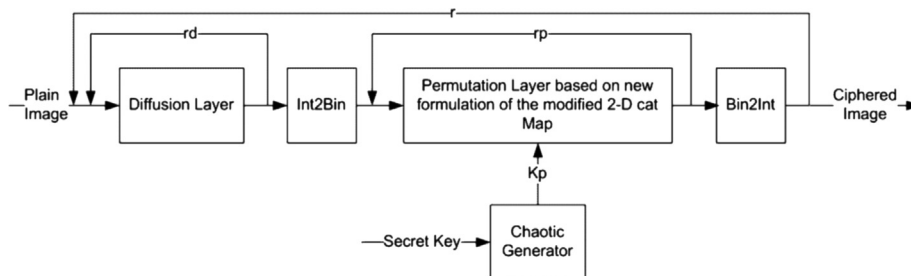 r
rd
rp
Plain
Image
Diffusion Layer
Int2Bin
Permutation Layer based on new
formulation of the modified 2-D cat
Map
Bin2Int
Ciphered
Image
Kp
Secret Key
Chaotic
Generator